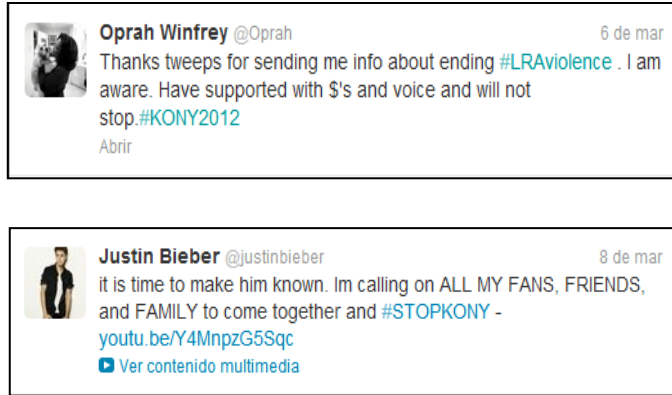 Oprah Winfrey @Oprah 6 de mar
Thanks tweeps for sending me info about ending #LRAviolence . I am
aware. Have supported with $'s and voice and will not
stop.#KONY2012
Abrir
Justin Bieber @justinbieber 8 de mar
it is time to make him known. Im calling on ALL MY FANS, FRIENDS,
and FAMILY to come together and #STOPKONY -
youtu.be/Y4MnpzG5Sqc
Ver contenido multimedia